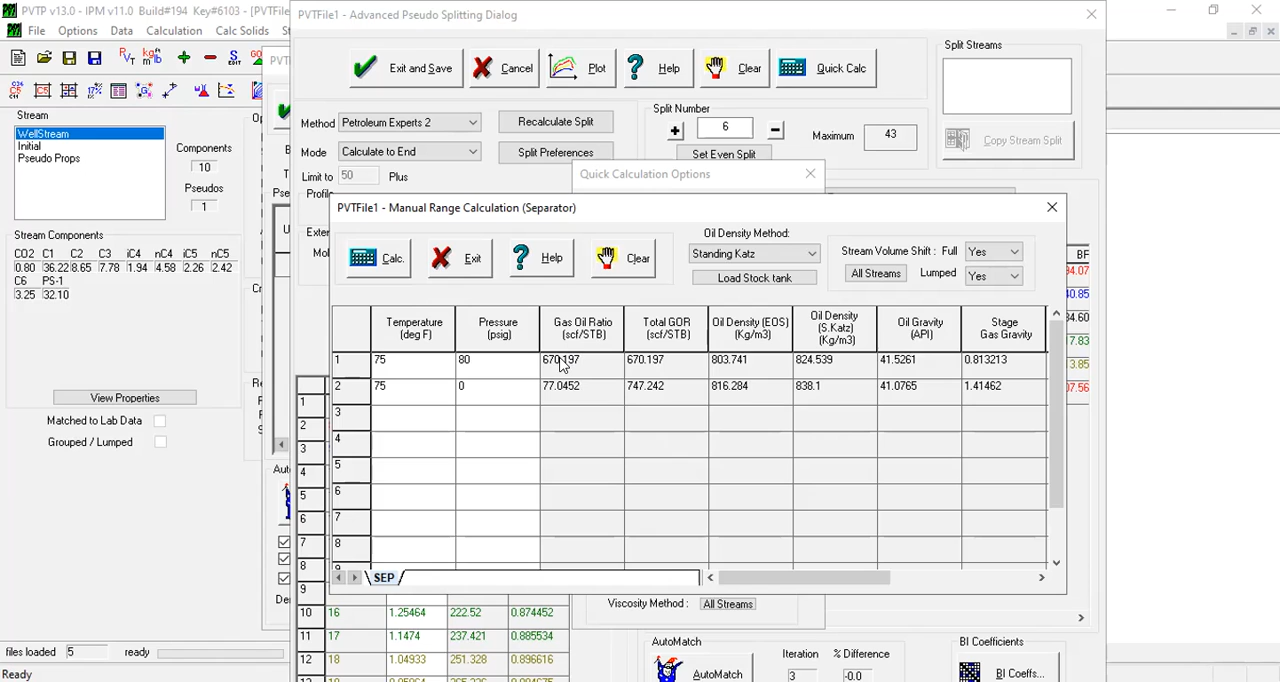 PVTP v13.0 - IPM v11.0 Build#194 Key#6103 - [PVTFile
PVTFile1 - Advanced Pseudo Splitting Dialog
File Options Data Calculation Calc Solids
Exit and Save Cancel Plot Help Clear Quick Calc
Split Streams
Copy Stream Split
Stream
WellStream
Initial
Pseudo Props
Components
10
Pseudos
1
Method Petroleum Experts 2 Recalculate Split
Mode Calculate to End Split Preferences
Limit to 50 Plus
Split Number
6
Maximum 43
Set Even Split
Quick Calculation Options
Stream Components
CO2 C1 C2 C3 iC4 nC4 iC5 nC5
0.80 36.22 8.65 7.78 1.94 4.58 2.26 2.42
C6 PS-1
3.25 32.10
View Properties
Matched to Lab Data
Grouped / Lumped
PVTFile1 - Manual Range Calculation (Separator)
Calc. Exit Help Clear
Oil Density Method:
Standing Katz
Load Stock tank
Stream Volume Shift : Full Yes
All Streams Lumped Yes
Temperature (deg F) Pressure (psig) Gas Oil Ratio (scf/STB) Total GOR (scf/STB) Oil Density (EOS) (Kg/m3) Oil Density (S.Katz) (Kg/m3) Oil Gravity (API) Stage Gas Gravity
1 75 80 670.197 670.197 803.741 824.539 41.5261 0.813213
2 75 0 77.0452 747.242 816.284 838.1 41.0765 1.41462
3
4
5
6
7
8
SEP
BF
Viscosity Method : All Streams
10 16 1.25464 222.52 0.874452
11 17 1.1474 237.421 0.885534
12 18 1.04933 251.328 0.896616
AutoMatch
AutoMatch
Iteration
3
% Difference
-0.0
BI Coefficients
BI Coeffs...
files loaded 5 ready
Ready